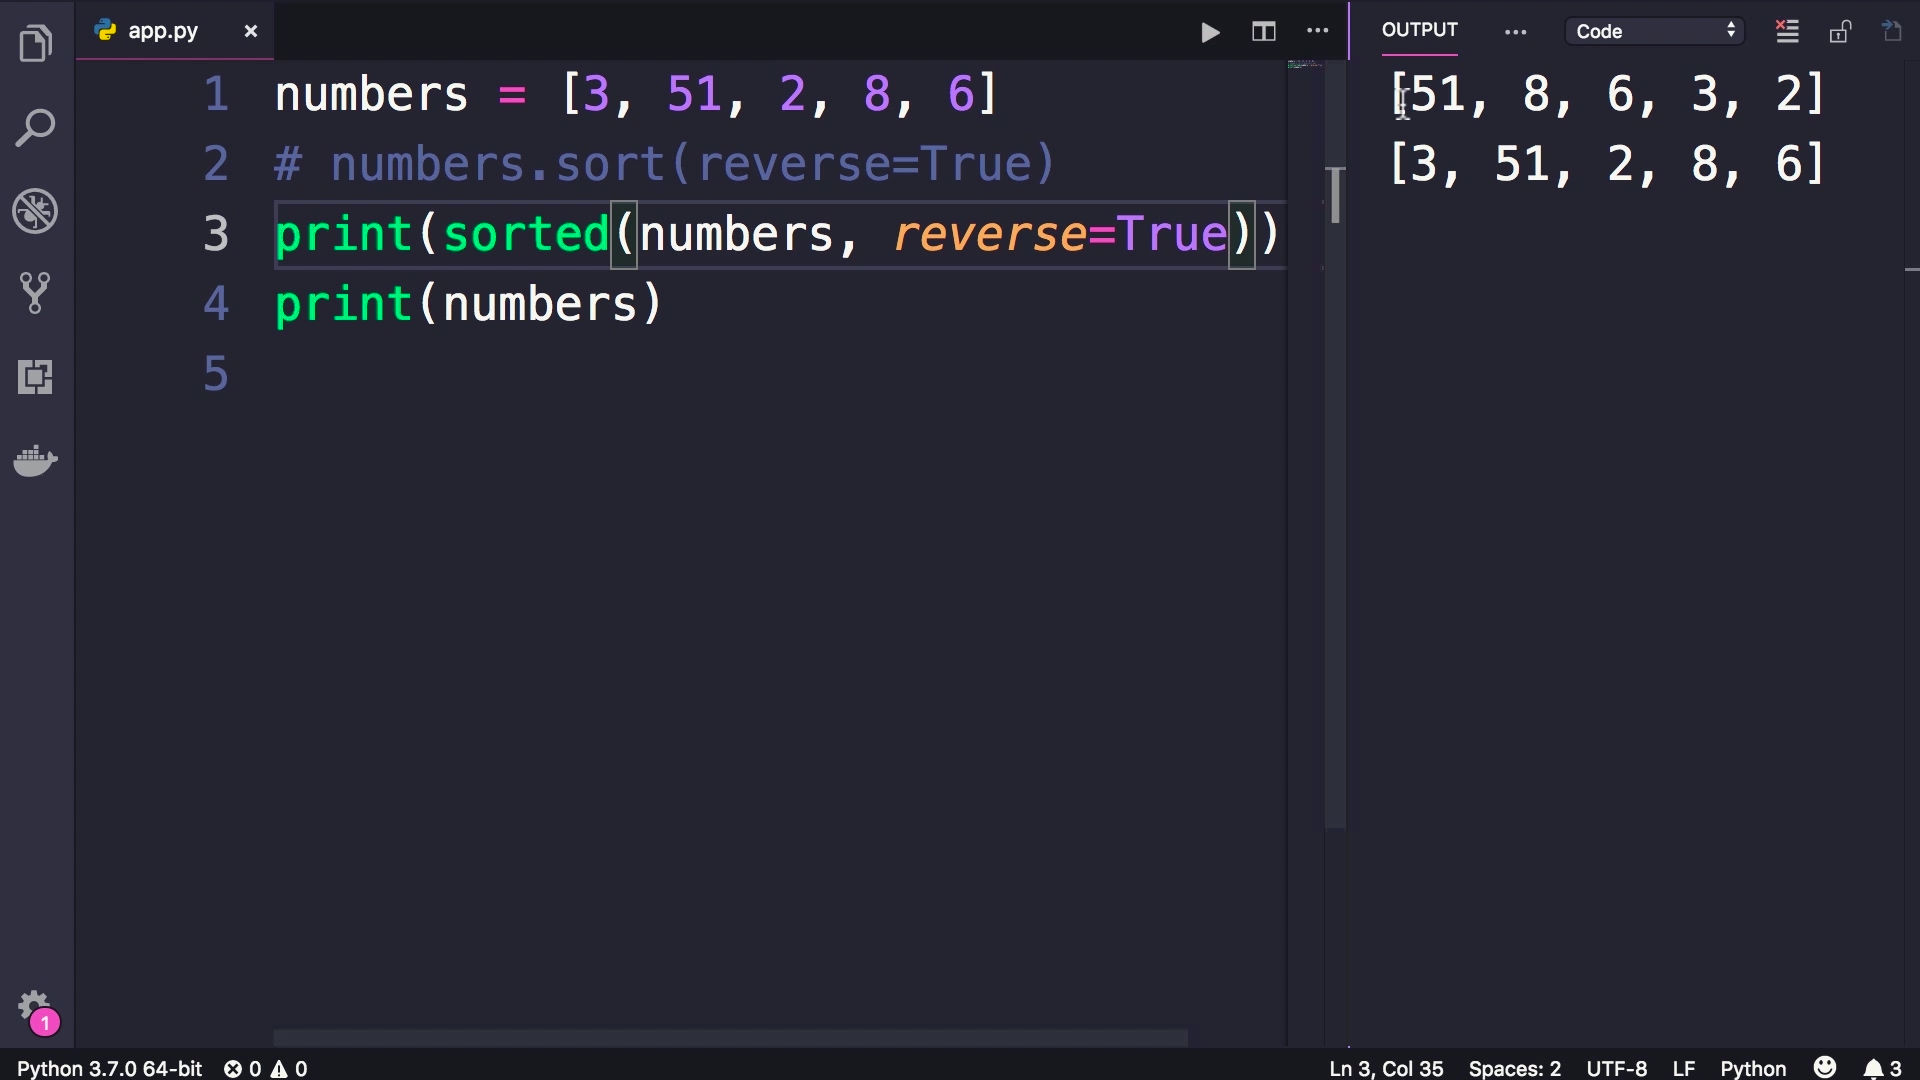 app.py ×
1 numbers = [3, 51, 2, 8, 6]
2 # numbers.sort(reverse=True)
3 print(sorted(numbers, reverse=True))
4 print(numbers)
5
OUTPUT ... Code
[51, 8, 6, 3, 2]
[3, 51, 2, 8, 6]
1
Python 3.7.0 64-bit 0 0 Ln 3, Col 35 Spaces: 2 UTF-8 LF Python 3